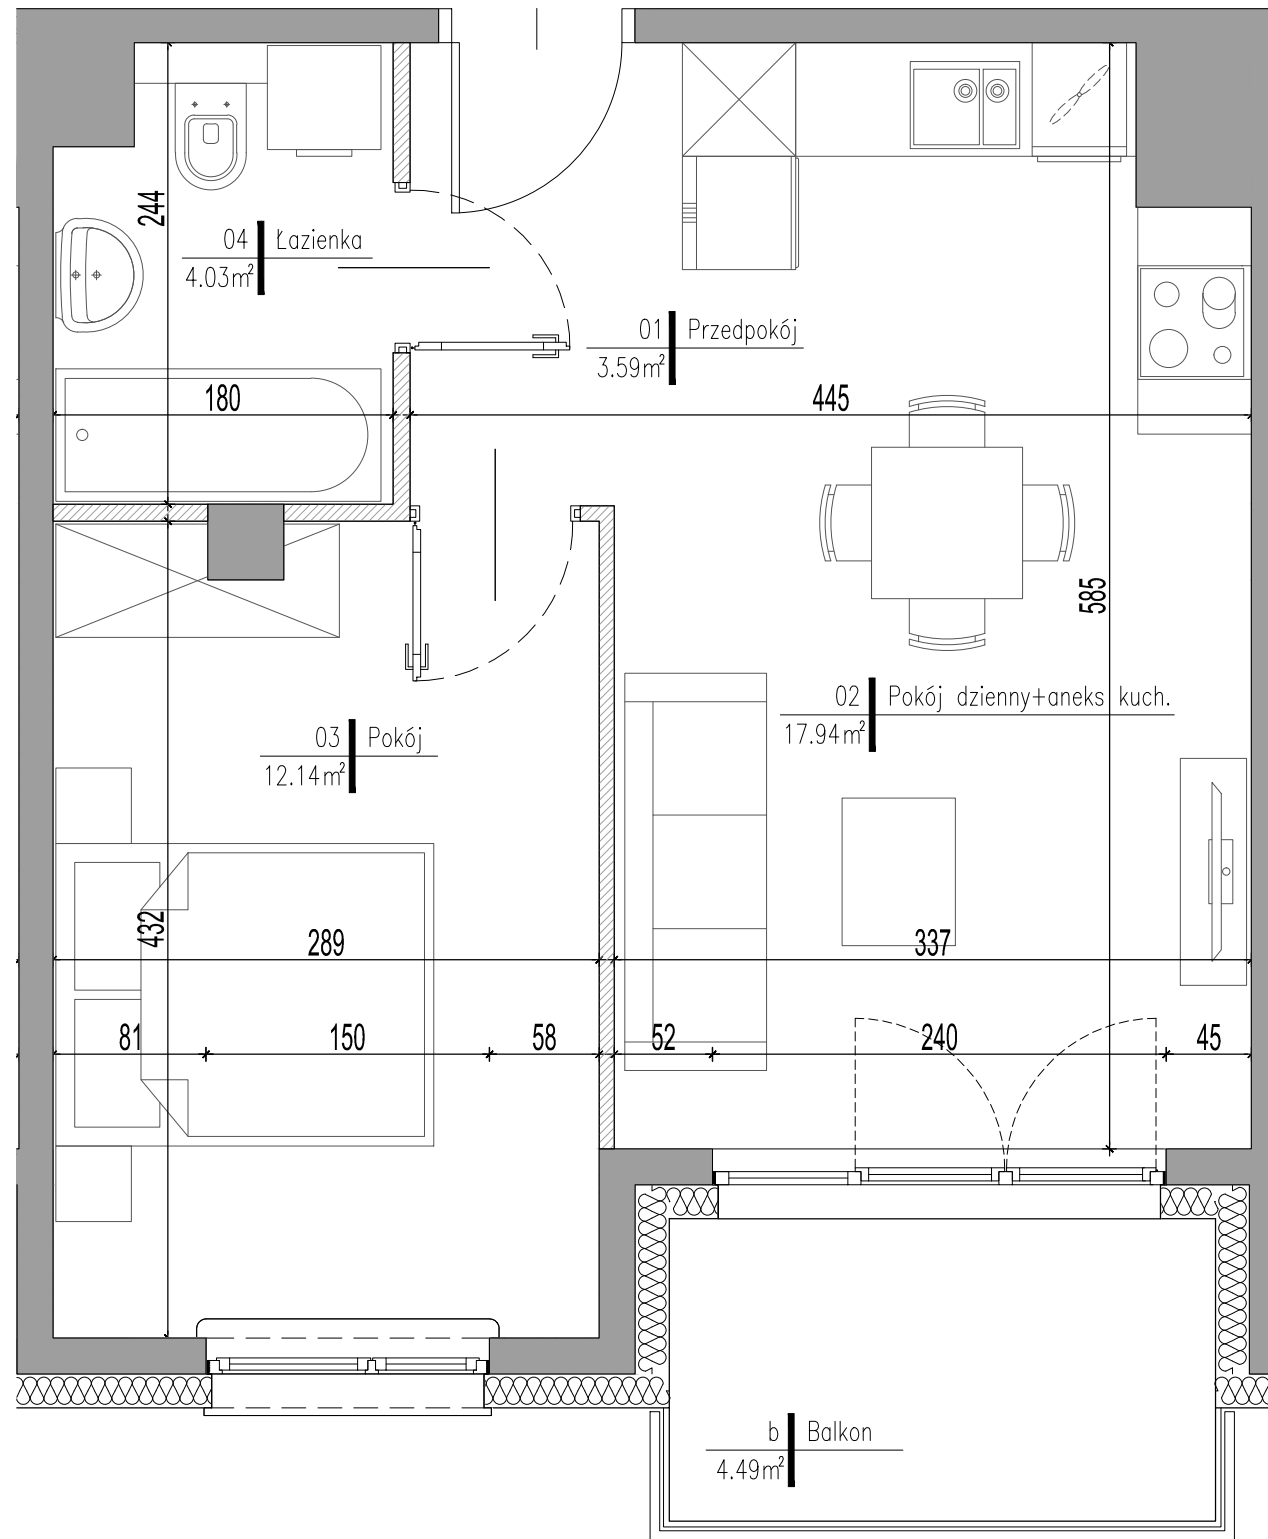 244
04 Łazienka
4.03m²
01 Przedpokój
3.59m²
180
445
585
02 Pokój dzienny+aneks kuch.
17.94m²
03 Pokój
12.14m²
432
289
337
81
150
58
52
240
45
b Balkon
4.49m²